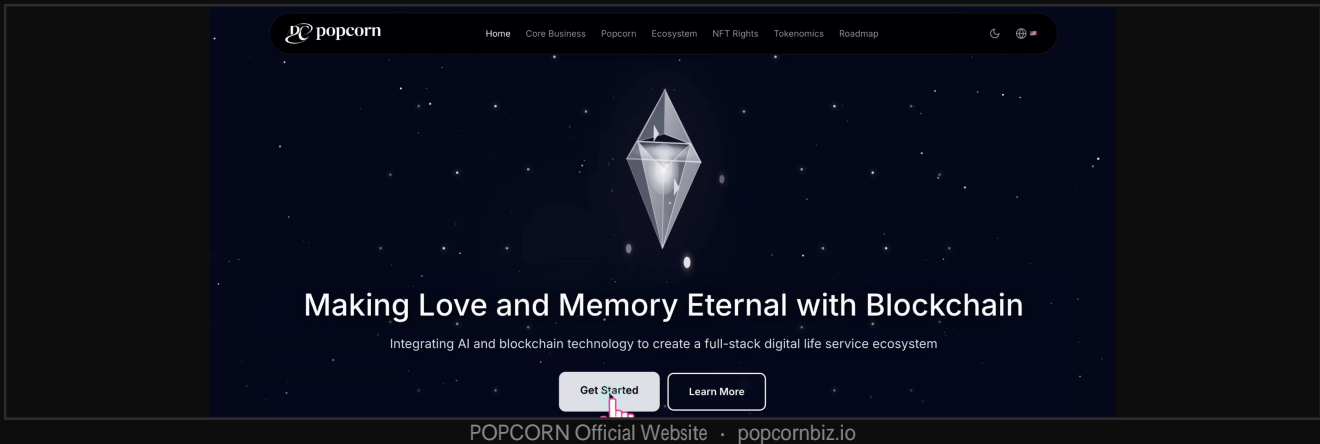 popcorn
Home Core Business Popcorn Ecosystem NFT Rights Tokenomics Roadmap
Making Love and Memory Eternal with Blockchain
Integrating AI and blockchain technology to create a full-stack digital life service ecosystem
Get Started Learn More
POPCORN Official Website · popcornbiz.io